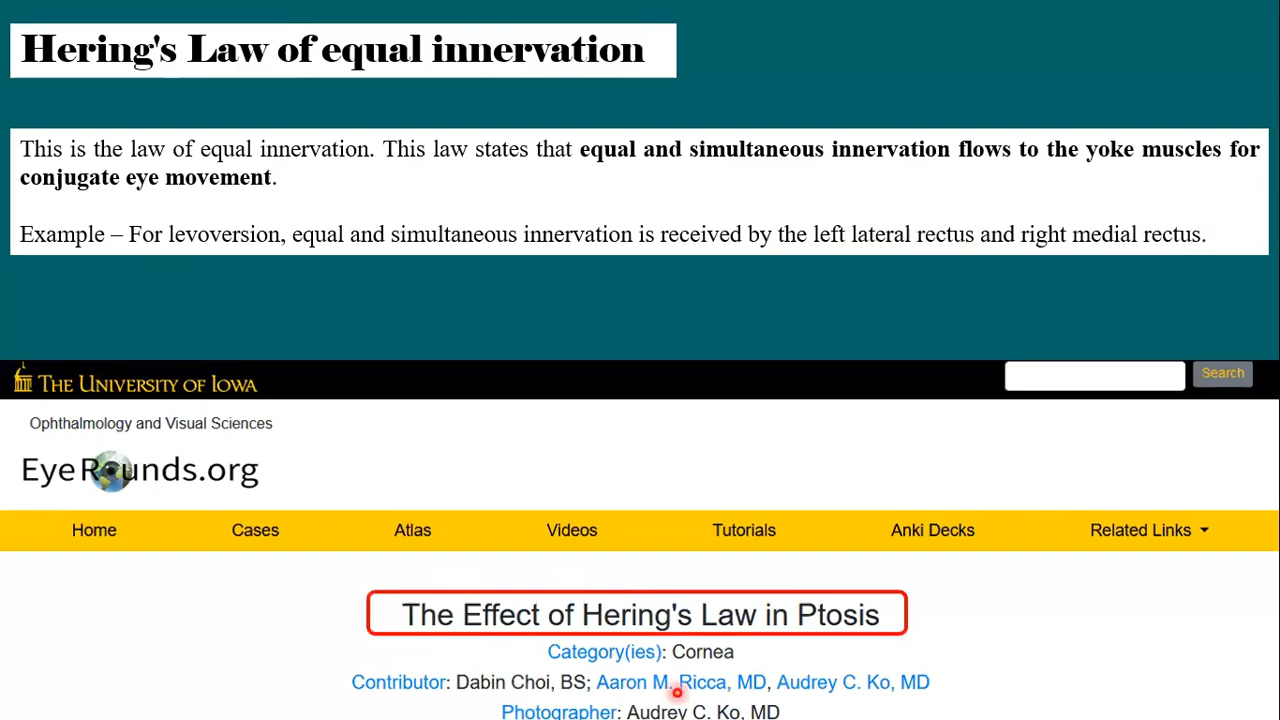 Hering's Law of equal innervation
This is the law of equal innervation. This law states that equal and simultaneous innervation flows to the yoke muscles for
conjugate eye movement.
Example – For levoversion, equal and simultaneous innervation is received by the left lateral rectus and right medial rectus.
THE UNIVERSITY OF IOWA
Search
Ophthalmology and Visual Sciences
EyeRounds.org
Home Cases Atlas Videos Tutorials Anki Decks Related Links
The Effect of Hering's Law in Ptosis
Category(ies): Cornea
Contributor: Dabin Choi, BS; Aaron M. Ricca, MD, Audrey C. Ko, MD
Photographer: Audrey C. Ko, MD